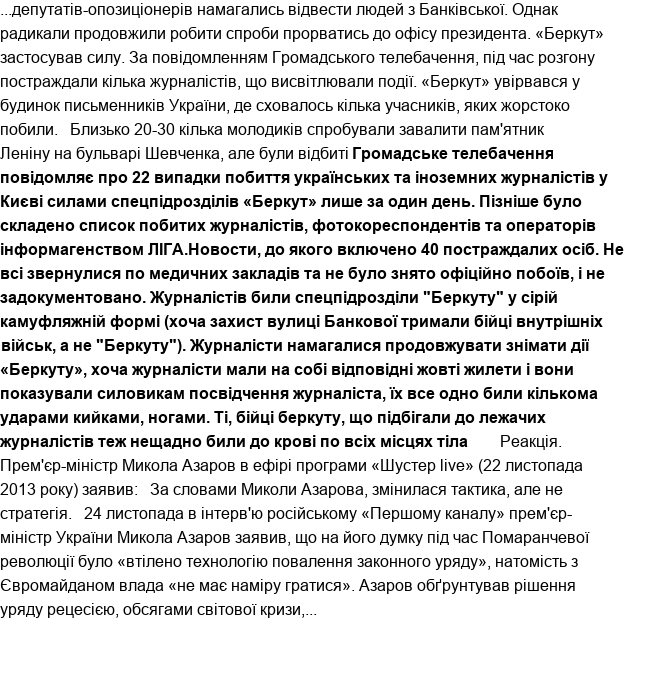 ...депутатів-опозиціонерів намагались відвести людей з Банківської. Однак
радикали продовжили робити спроби прорватись до офісу президента. «Беркут»
застосував силу. За повідомленням Громадського телебачення, під час розгону
постраждали кілька журналістів, що висвітлювали події. «Беркут» увірвався у
будинок письменників України, де сховалось кілька учасників, яких жорстоко
побили.   Близько 20-30 кілька молодиків спробували завалити пам'ятник
Леніну на бульварі Шевченка, але були відбиті Громадське телебачення
повідомляє про 22 випадки побиття українських та іноземних журналістів у
Києві силами спецпідрозділів «Беркут» лише за один день. Пізніше було
складено список побитих журналістів, фотокореспондентів та операторів
інформагенством ЛІГА.Новости, до якого включено 40 постраждалих осіб. Не
всі звернулися по медичних закладів та не було знято офіційно побоїв, і не
задокументовано. Журналістів били спецпідрозділи "Беркуту" у сірій
камуфляжній формі (хоча захист вулиці Банкової тримали бійці внутрішніх
військ, а не "Беркуту"). Журналісти намагалися продовжувати знімати дії
«Беркуту», хоча журналісти мали на собі відповідні жовті жилети і вони
показували силовикам посвідчення журналіста, їх все одно били кількома
ударами кийками, ногами. Ті, бійці беркуту, що підбігали до лежачих
журналістів теж нещадно били до крові по всіх місцях тіла       Реакція.
Прем'єр-міністр Микола Азаров в ефірі програми «Шустер live» (22 листопада
2013 року) заявив:   За словами Миколи Азарова, змінилася тактика, але не
стратегія.   24 листопада в інтерв'ю російському «Першому каналу» прем'єр-
міністр України Микола Азаров заявив, що на його думку під час Помаранчевої
революції було «втілено технологію повалення законного уряду», натомість з
Євромайданом влада «не має наміру гратися». Азаров обґрунтував рішення
уряду рецесією, обсягами світової кризи,...